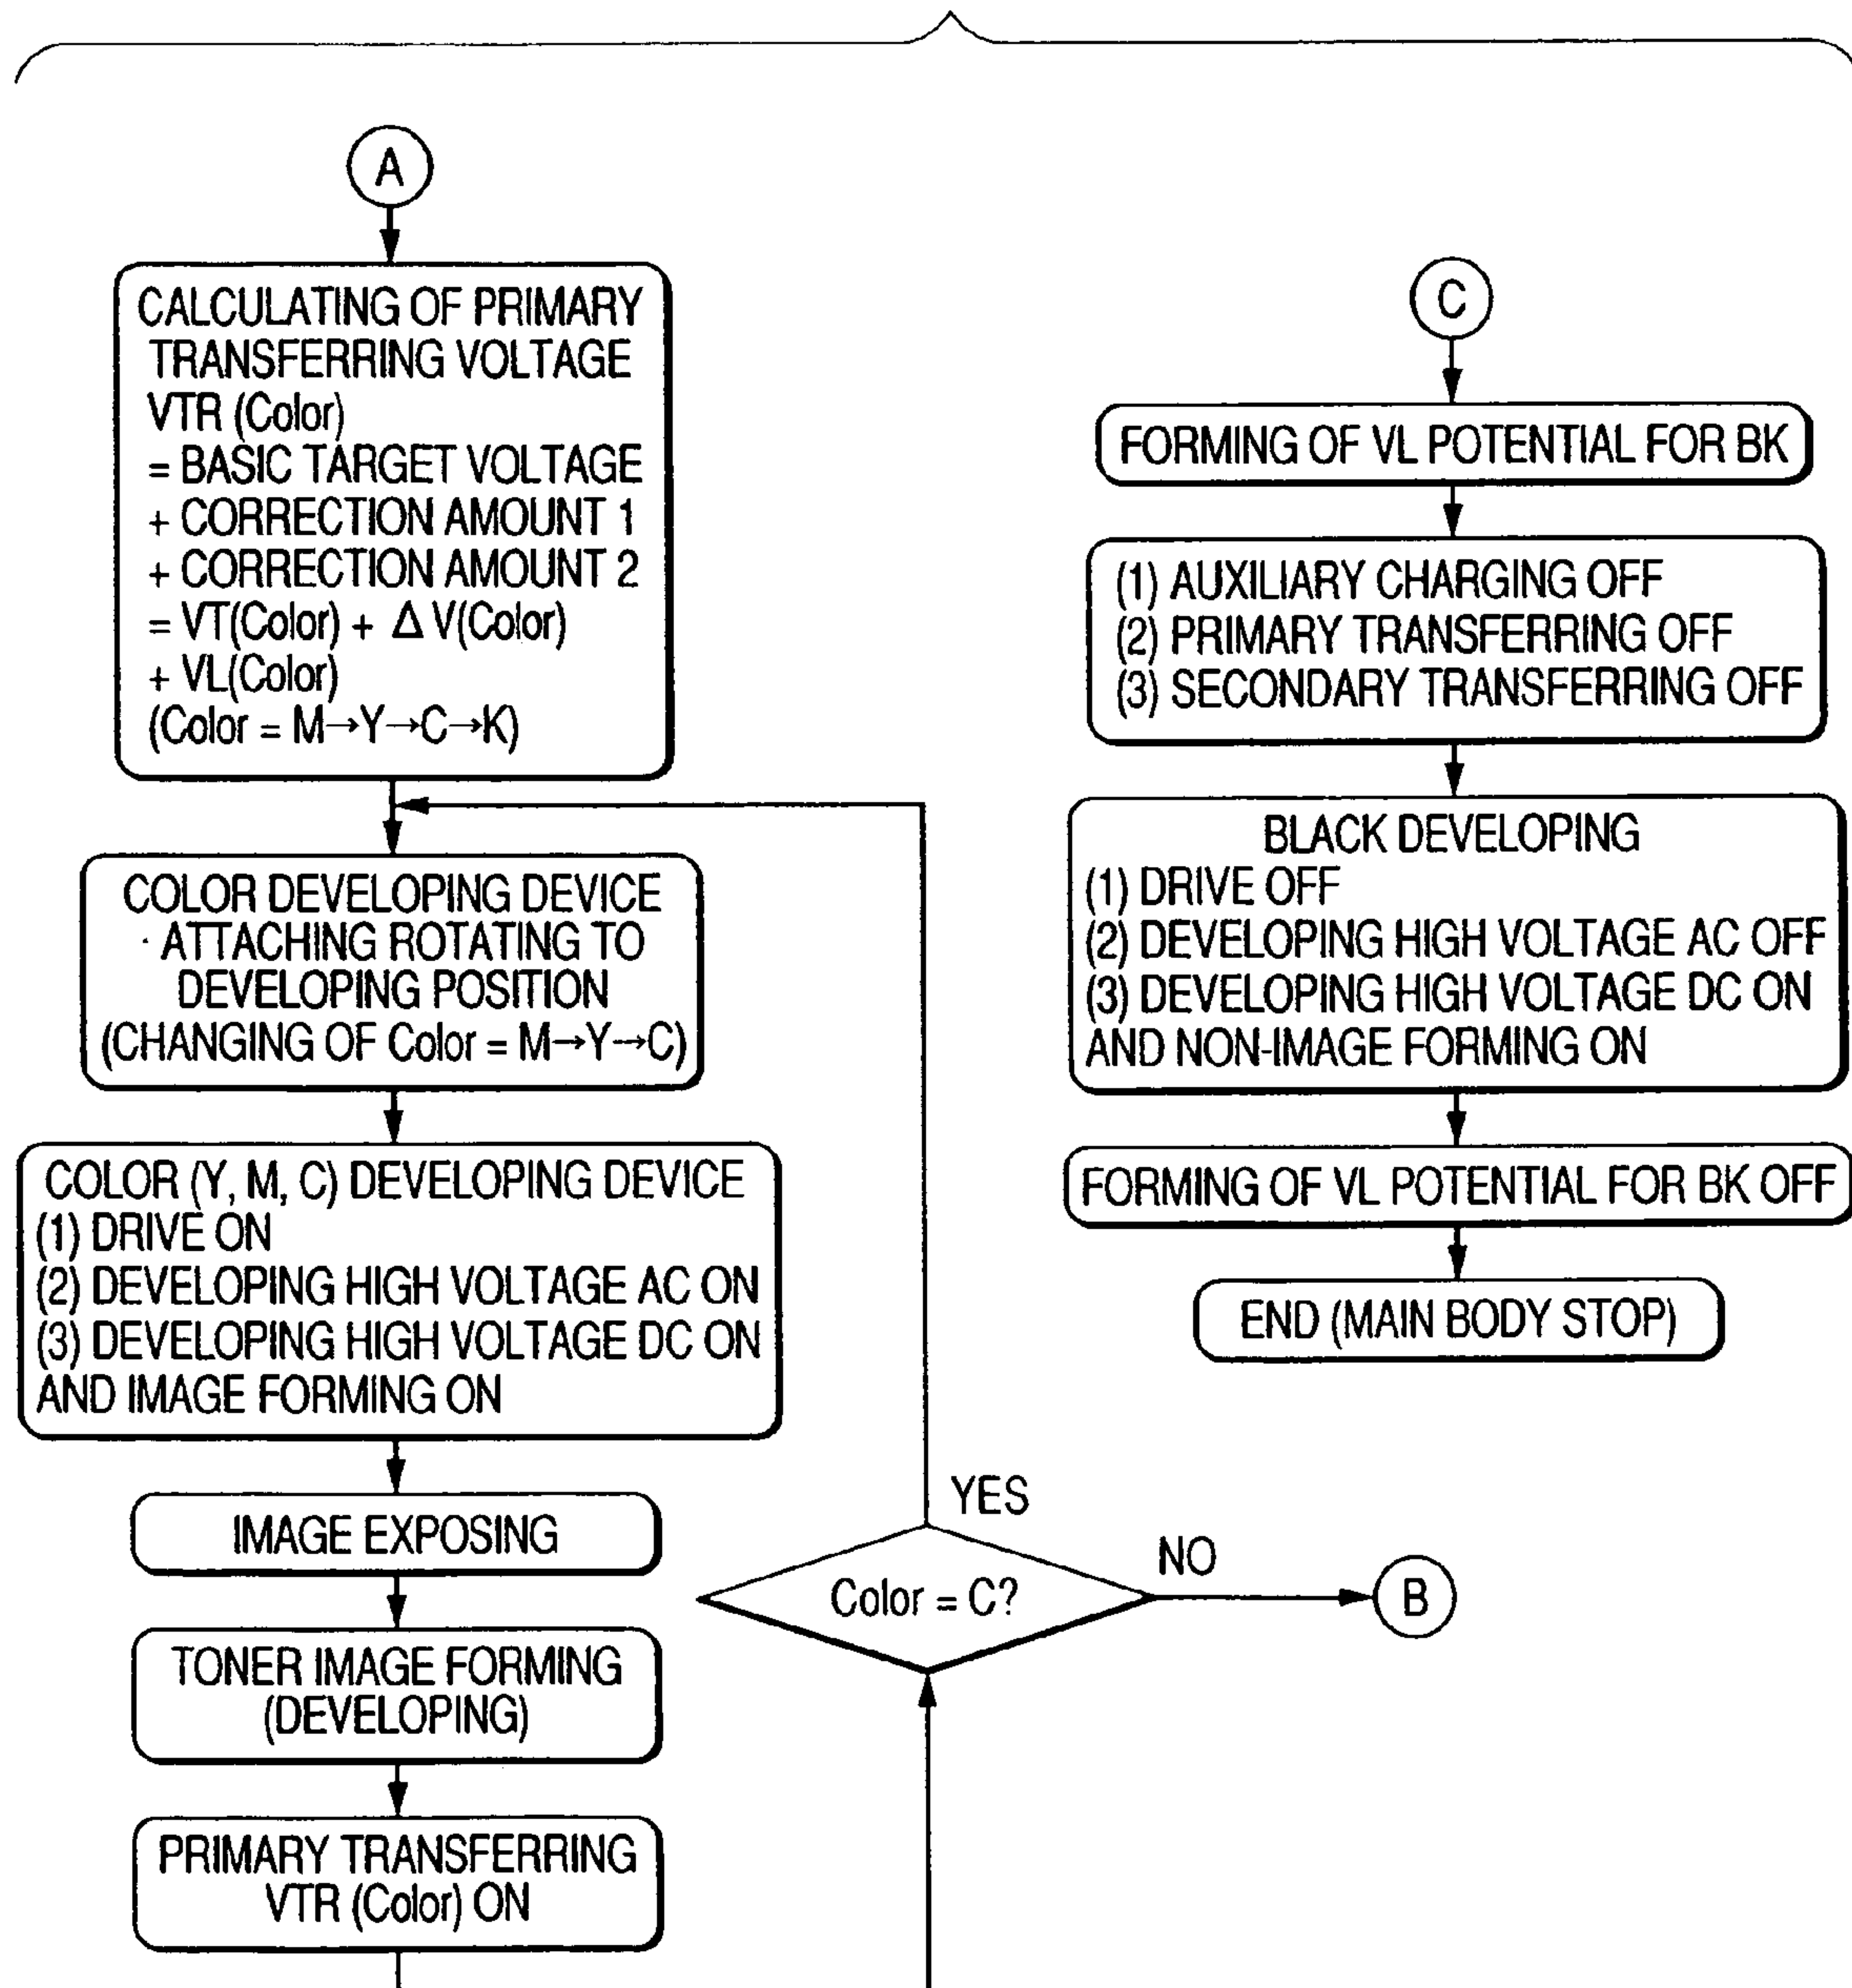 A
CALCULATING OF PRIMARY
TRANSFERRING VOLTAGE
VTR (Color)
= BASIC TARGET VOLTAGE
+ CORRECTION AMOUNT 1
+ CORRECTION AMOUNT 2
= VT(Color) + Δ V(Color)
+ VL(Color)
(Color = M→Y→C→K)
COLOR DEVELOPING DEVICE
· ATTACHING ROTATING TO
DEVELOPING POSITION
(CHANGING OF Color = M→Y→C)
COLOR (Y, M, C) DEVELOPING DEVICE
(1) DRIVE ON
(2) DEVELOPING HIGH VOLTAGE AC ON
(3) DEVELOPING HIGH VOLTAGE DC ON
AND IMAGE FORMING ON
IMAGE EXPOSING
TONER IMAGE FORMING
(DEVELOPING)
PRIMARY TRANSFERRING
VTR (Color) ON
Color = C?
YES
NO
B
C
FORMING OF VL POTENTIAL FOR BK
(1) AUXILIARY CHARGING OFF
(2) PRIMARY TRANSFERRING OFF
(3) SECONDARY TRANSFERRING OFF
BLACK DEVELOPING
(1) DRIVE OFF
(2) DEVELOPING HIGH VOLTAGE AC OFF
(3) DEVELOPING HIGH VOLTAGE DC ON
AND NON-IMAGE FORMING ON
FORMING OF VL POTENTIAL FOR BK OFF
END (MAIN BODY STOP)